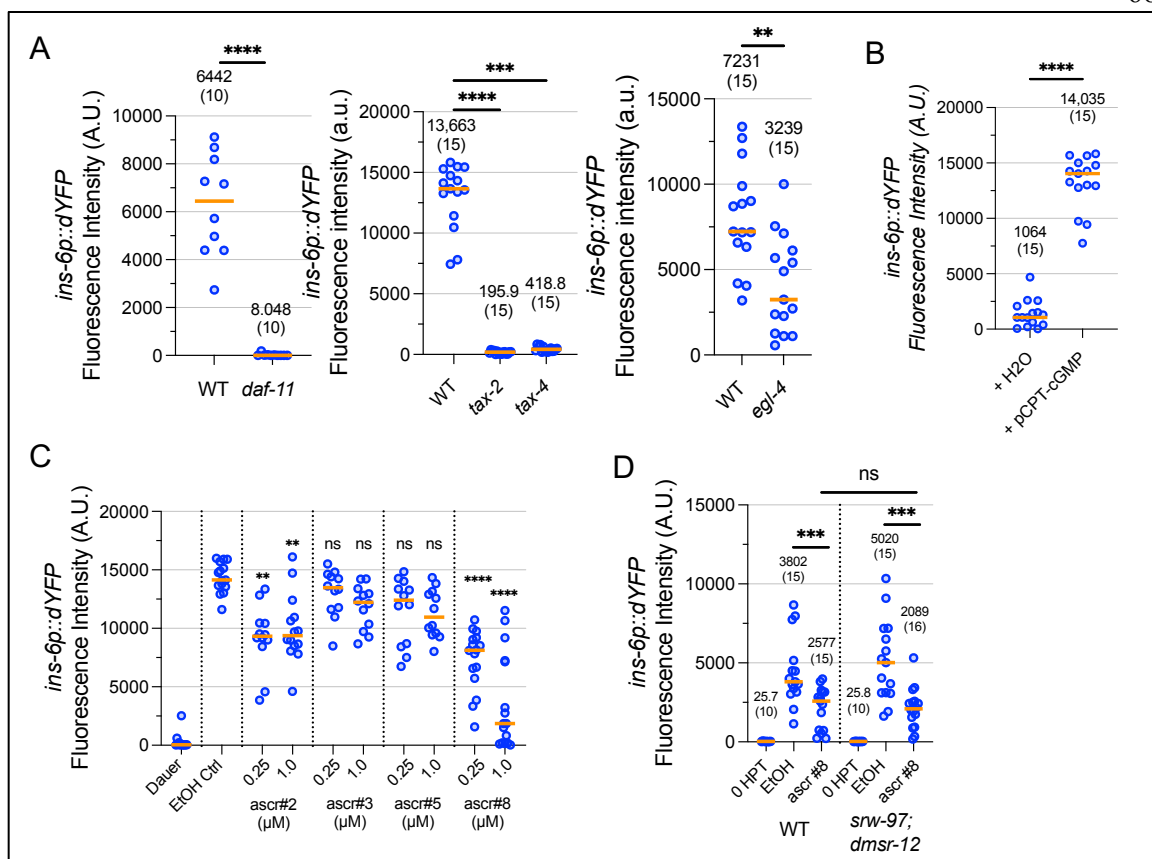 A
****
6442
(10)
8.048
(10)
10000
8000
6000
4000
2000
0
ins-6p::dYFP
Fluorescence Intensity (A.U.)
WT
daf-11
***
****
13,663
(15)
195.9
(15)
418.8
(15)
20000
15000
10000
5000
0
ins-6p::dYFP
Fluorescence Intensity (a.u.)
WT
tax-2
tax-4
**
7231
(15)
3239
(15)
15000
10000
5000
0
ins-6p::dYFP
Fluorescence intensity (a.u.)
WT
egl-4
B
****
14,035
(15)
1064
(15)
20000
15000
10000
5000
0
ins-6p::dYFP
Fluorescence Intensity (A.U.)
+ H2O
+ pCPT-cGMP
C
20000
15000
10000
5000
0
ins-6p::dYFP
Fluorescence Intensity (A.U.)
**
**
ns
ns
ns
ns
****
****
Dauer
EtOH Ctrl
0.25
1.0
0.25
1.0
0.25
1.0
0.25
1.0
ascr#2
(µM)
ascr#3
(µM)
ascr#5
(µM)
ascr#8
(µM)
D
ns
***
***
15000
10000
5000
0
ins-6p::dYFP
Fluorescence Intensity (A.U.)
25.7
(10)
3802
(15)
2577
(15)
25.8
(10)
5020
(15)
2089
(16)
0 HPT
EtOH
ascr #8
0 HPT
EtOH
ascr #8
WT
srw-97;
dmsr-12